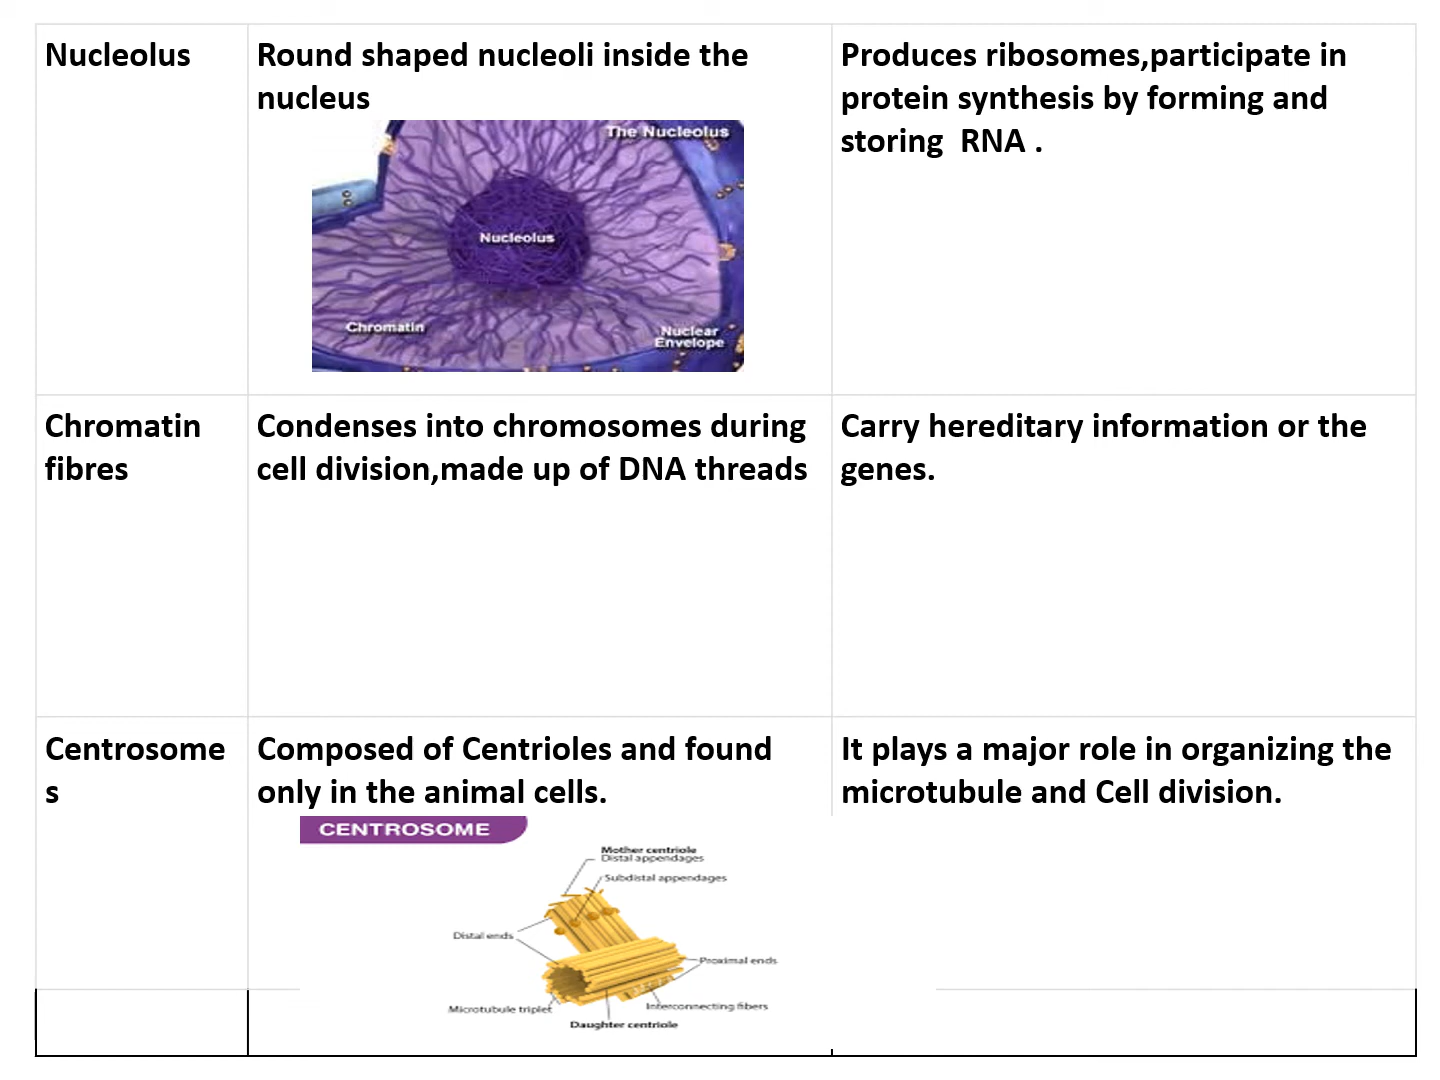 Nucleolus
Round shaped nucleoli inside the
nucleus
The Nucleolus
Nucleolus
Chromatin
Nuclear
Envelope
Produces ribosomes,participate in
protein synthesis by forming and
storing  RNA .
Chromatin
fibres
Condenses into chromosomes during
cell division,made up of DNA threads
Carry hereditary information or the
genes.
Centrosome
s
Composed of Centrioles and found
only in the animal cells.
CENTROSOME
Mother centriole
Distal appendages
Subdistal appendages
Distal ends
Proximal ends
Microtubule triplet
Interconnecting fibers
Daughter centriole
It plays a major role in organizing the
microtubule and Cell division.